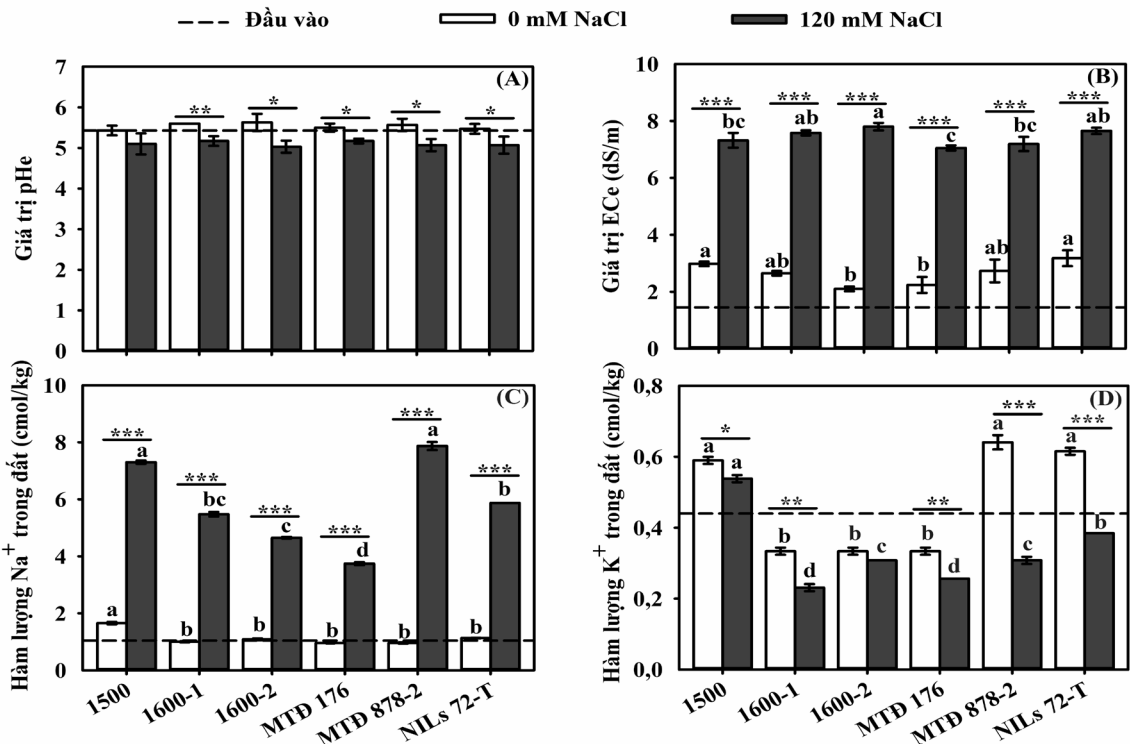 Đầu vào 0 mM NaCl 120 mM NaCl
(A)
Giá trị pHe
7
6
5
4
3
2
1
0
** * * * *
(B)
Giá trị ECe (dS/m)
10
8
6
4
2
0
*** *** *** *** *** ***
bc ab a c bc ab
a ab b b ab a
(C)
Hàm lượng Na+ trong đất (cmol/kg)
10
8
6
4
2
0
*** *** *** *** *** ***
a bc c d a b
a b b b b b
1500 1600-1 1600-2 MTĐ 176 MTĐ 878-2 NILs 72-T
(D)
Hàm lượng K+ trong đất (cmol/kg)
0,8
0,6
0,4
0,2
0,0
* ** ** *** ***
a b b b a a
a d c d c b
1500 1600-1 1600-2 MTĐ 176 MTĐ 878-2 NILs 72-T